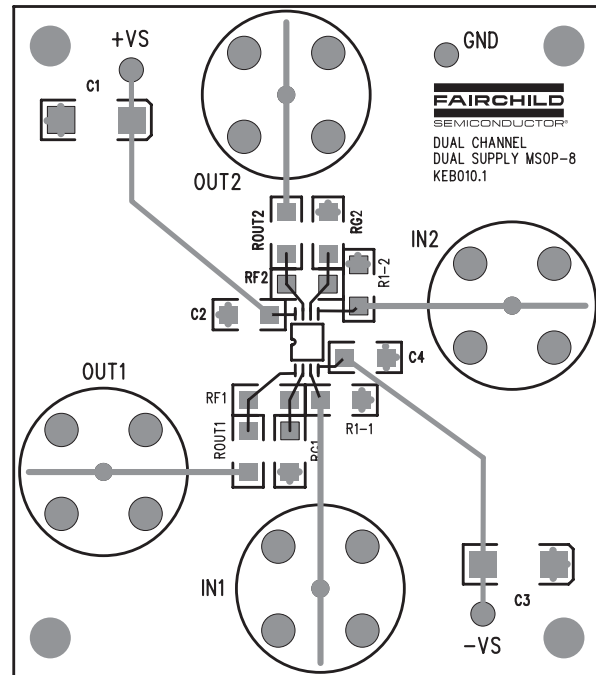 +VS
GND
C1
FAIRCHILD
SEMICONDUCTOR®
DUAL CHANNEL
DUAL SUPPLY MSOP-8
KEB010.1
OUT2
ROUT2
RG2
IN2
RF2
R1-2
C2
C4
OUT1
RF1
ROUT1
RG1
R1-1
IN1
C3
-VS